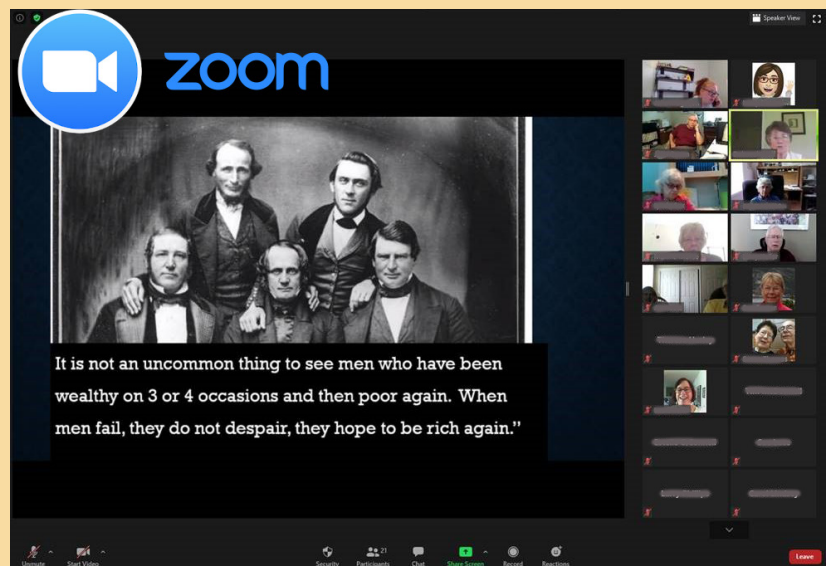 Speaker View
zoom
It is not an uncommon thing to see men who have been
wealthy on 3 or 4 occasions and then poor again. When
men fail, they do not despair, they hope to be rich again.”
Unmute
Start Video
Security
Participants
21
Chat
Share Screen
Record
Reactions
Leave